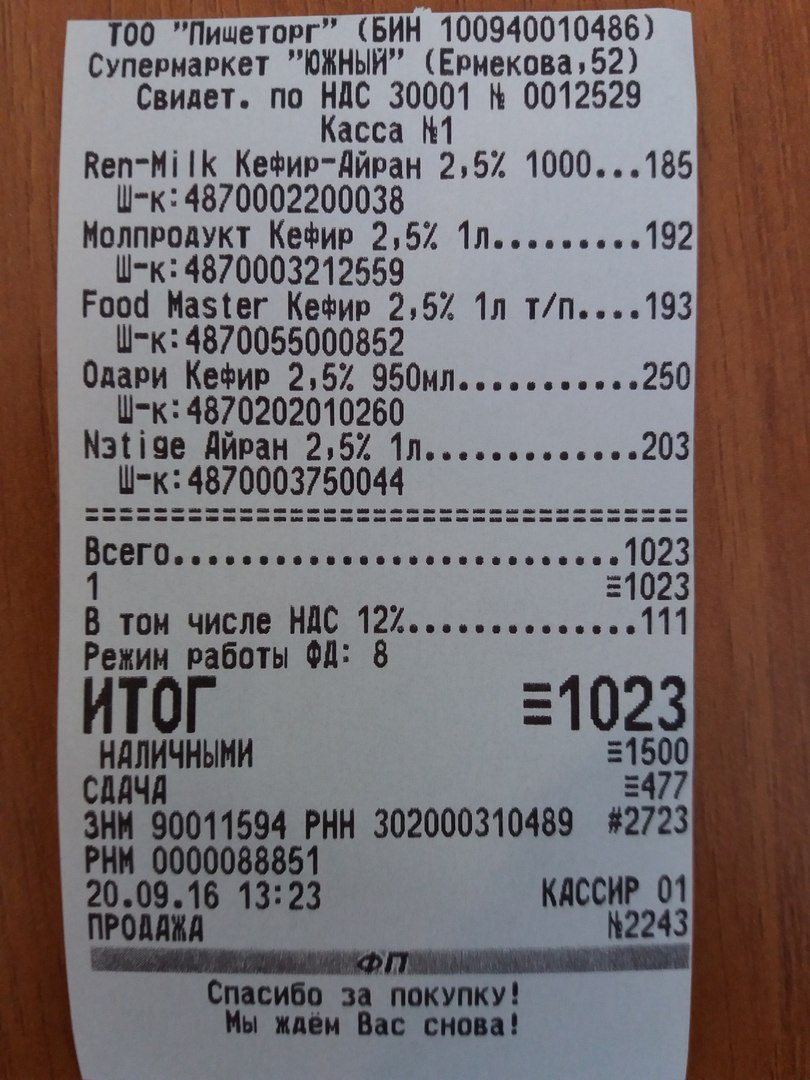 ТОО "Пищеторг" (БИН 100940010486)
Супермаркет "ЮЖНЫЙ" (Ермекова,52)
Свидет. по НДС 30001 № 0012529
Касса №1
Ren-Milk Кефир-Айран 2,5% 1000...185
Ш-к:4870002200038
Молпродукт Кефир 2,5% 1л.........192
Ш-к:4870003212559
Food Master Кефир 2,5% 1л т/п....193
Ш-к:4870055000852
Одари Кефир 2,5% 950мл...........250
Ш-к:4870202010260
Nэtige Айран 2,5% 1л.............203
Ш-к:4870003750044
====================================
Всего............................1023
1 ≡1023
В том числе НДС 12%..............111
Режим работы ФД: 8
ИТОГ ≡1023
НАЛИЧНЫМИ ≡1500
СДАЧА ≡477
ЗНМ 90011594 РНН 302000310489 #2723
РНМ 0000088851
20.09.16 13:23 КАССИР 01
ПРОДАЖА №2243
ФП
Спасибо за покупку!
Мы ждём Вас снова!